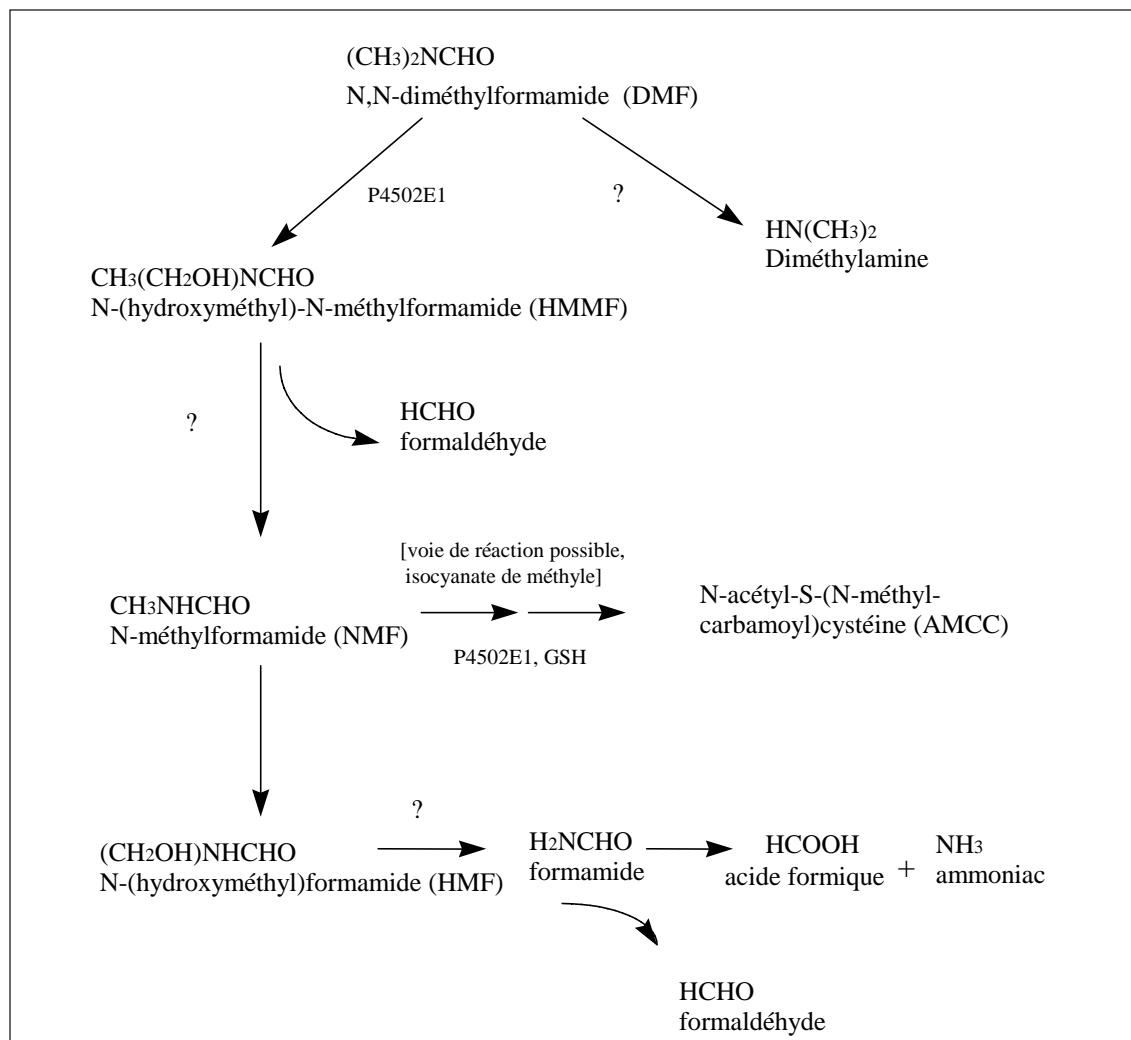 (CH3)2NCHO
N,N-diméthylformamide (DMF)
P4502E1
?
HN(CH3)2
Diméthylamine
CH3(CH2OH)NCHO
N-(hydroxyméthyl)-N-méthylformamide (HMMF)
?
HCHO
formaldéhyde
[voie de réaction possible,
isocyanate de méthyle]
CH3NHCHO
N-méthylformamide (NMF)
P4502E1, GSH
N-acétyl-S-(N-méthyl-
carbamoyl)cystéine (AMCC)
?
(CH2OH)NHCHO
N-(hydroxyméthyl)formamide (HMF)
H2NCHO
formamide
HCOOH
acide formique
+
NH3
ammoniac
HCHO
formaldéhyde